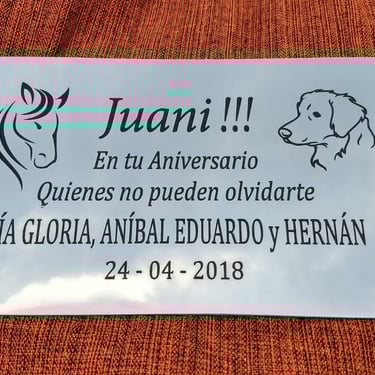 Juani !!!
En tu Aniversario
Quienes no pueden olvidarte
ÍA GLORIA, ANÍBAL EDUARDO y HERNÁN
24 - 04 - 2018